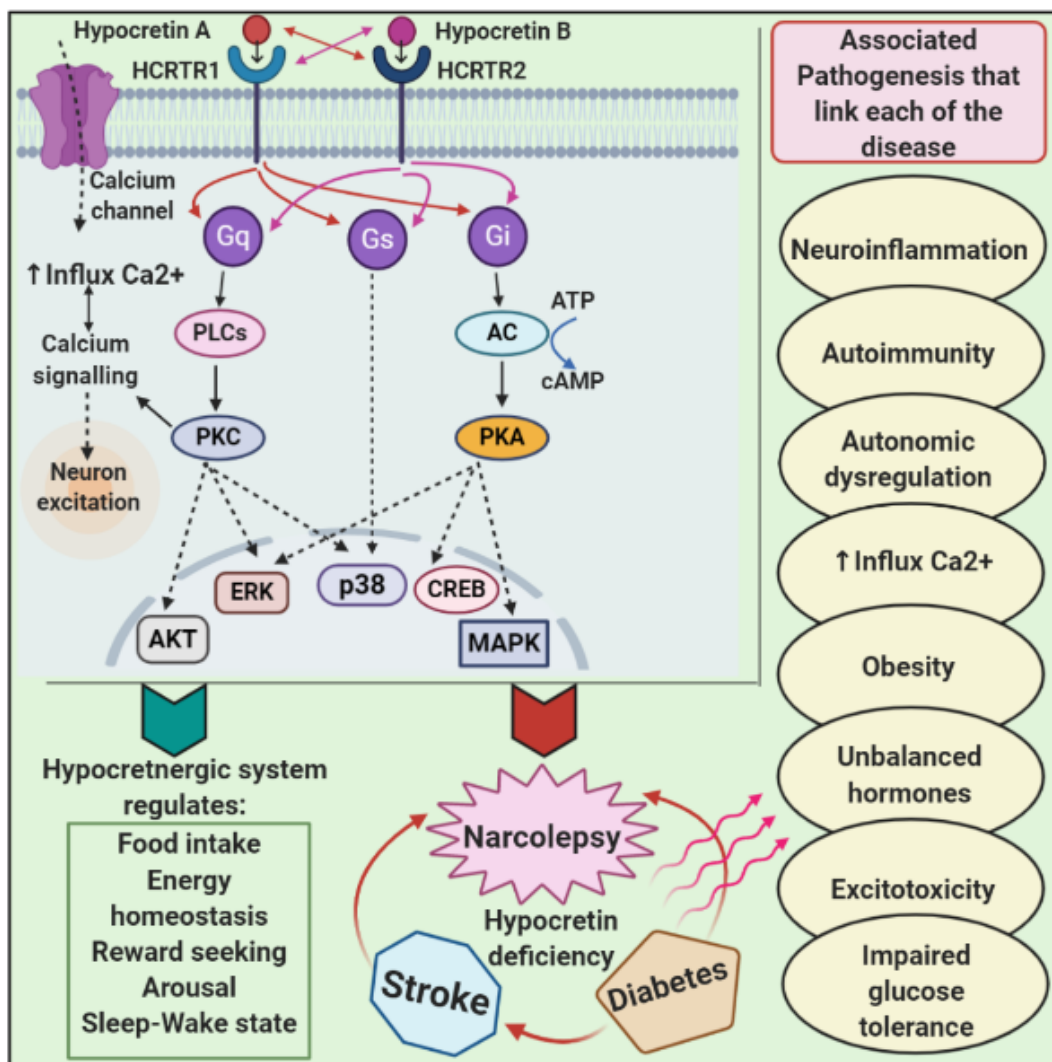 Hypocretin A
Hypocretin B
HCRTR1
HCRTR2
Calcium
channel
Gq
Gs
Gi
↑Influx Ca2+
PLCs
AC
ATP
cAMP
Calcium
signalling
PKC
PKA
Neuron
excitation
ERK
p38
CREB
AKT
MAPK
Hypocretnergic system
regulates:
Food intake
Energy
homeostasis
Reward seeking
Arousal
Sleep-Wake state
Narcolepsy
Hypocretin
deficiency
Stroke
Diabetes
Associated
Pathogenesis that
link each of the
disease
Neuroinflammation
Autoimmunity
Autonomic
dysregulation
↑Influx Ca2+
Obesity
Unbalanced
hormones
Excitotoxicity
Impaired
glucose
tolerance